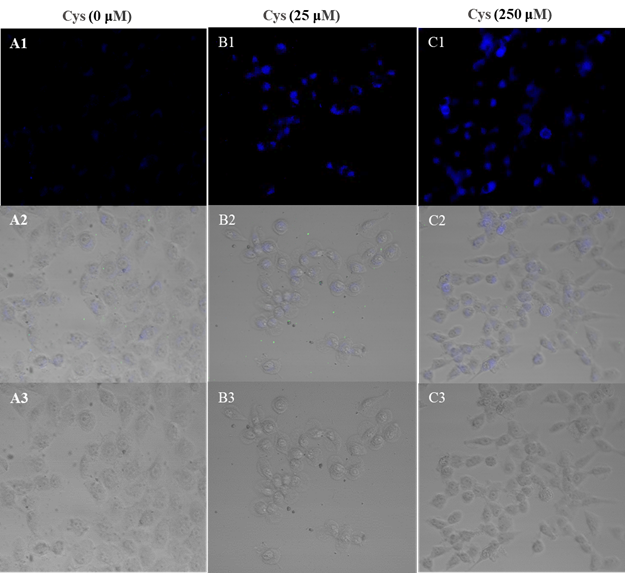 Cys (0 µM)
Cys (25 µM)
Cys (250 µM)
A1
B1
C1
A2
B2
C2
A3
B3
C3